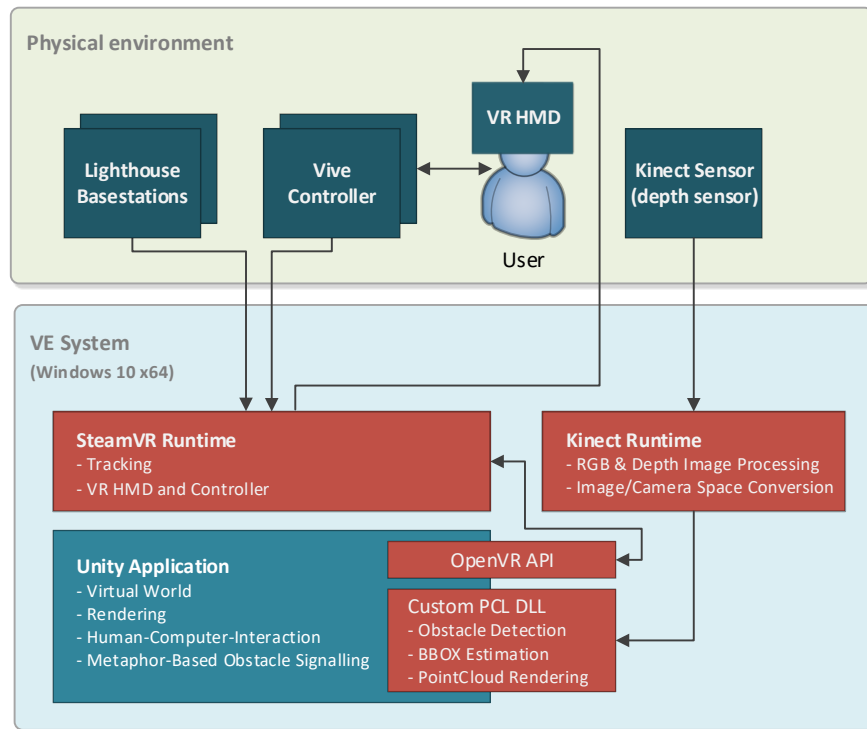 Physical environment
VR HMD
Lighthouse
Basestations
Vive
Controller
Kinect Sensor
(depth sensor)
User
VE System
(Windows 10 x64)
SteamVR Runtime
- Tracking
- VR HMD and Controller
Kinect Runtime
- RGB & Depth Image Processing
- Image/Camera Space Conversion
Unity Application
- Virtual World
- Rendering
- Human-Computer-Interaction
- Metaphor-Based Obstacle Signalling
OpenVR API
Custom PCL DLL
- Obstacle Detection
- BBOX Estimation
- PointCloud Rendering